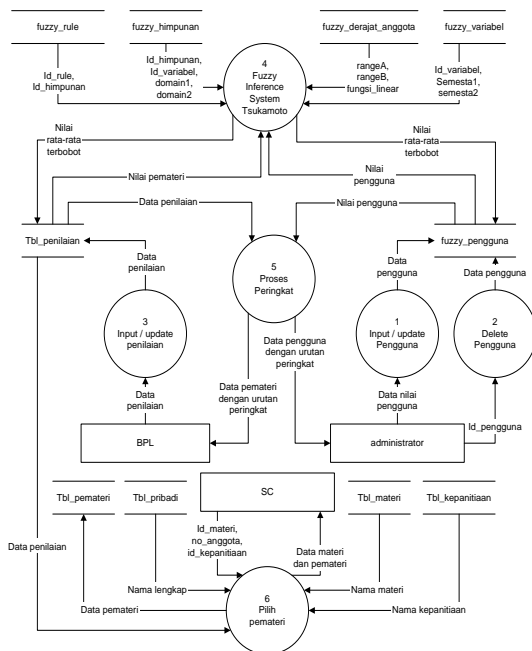 fuzzy_rule
fuzzy_himpunan
fuzzy_derajat_anggota
fuzzy_variabel
Id_rule,
Id_himpunan
Id_himpunan,
Id_variabel,
domain1,
domain2
4
Fuzzy
Inference
System
Tsukamoto
rangeA,
rangeB,
fungsi_linear
Id_variabel,
Semesta1,
semesta2
Nilai
rata-rata
terbobot
Nilai
rata-rata
terbobot
Nilai pemateri
Nilai
pengguna
Data penilaian
Nilai pengguna
Tbl_penilaian
fuzzy_pengguna
5
Proses
Peringkat
Data
penilaian
Data
pengguna
Data pengguna
3
Input / update
penilaian
1
Input / update
Pengguna
2
Delete
Pengguna
Data pengguna
dengan urutan
peringkat
Data pemateri
dengan urutan
peringkat
Data
penilaian
Data nilai
pengguna
Id_pengguna
BPL
administrator
Tbl_pemateri
Tbl_pribadi
SC
Tbl_materi
Tbl_kepanitiaan
Id_materi,
no_anggota,
id_kepanitiaan
Data materi
dan pemateri
Data penilaian
Nama lengkap
Nama materi
Data pemateri
Nama kepanitiaan
6
Pilih
pemateri